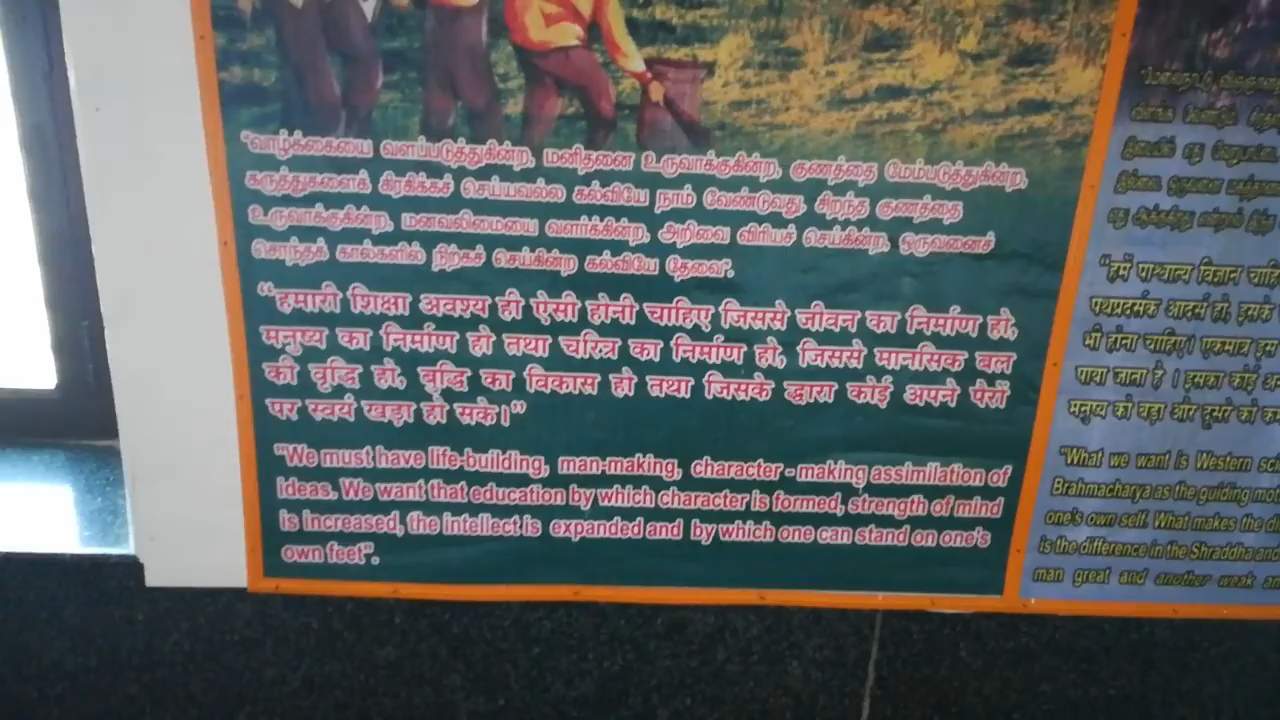 "வாழ்க்கையை வளப்படுத்துகின்ற, மனிதனை உருவாக்குகின்ற, குணத்தை மேம்படுத்துகின்ற,
கருத்துகளைக் கிரகிக்கச் செய்யவல்ல கல்வியே நாம் வேண்டுவது, சிறந்த குணத்தை
உருவாக்குகின்ற, மனவலிமையை வளர்க்கின்ற, அறிவை விரியச் செய்கின்ற, ஒருவனைச்
சொந்தக் கால்களில் நிற்கச் செய்கின்ற கல்வியே தேவை".
“हमारी शिक्षा अवश्य ही ऐसी होनी चाहिए जिससे जीवन का निर्माण हो,
मनुष्य का निर्माण हो तथा चरित्र का निर्माण हो, जिससे मानसिक बल
की वृद्धि हो, बृद्धि का विकास हो तथा जिसके द्धारा कोई अपने पेरों
पर स्वयं खड़ा हो सके।”
"We must have life-building, man-making, character - making assimilation of
ideas. We want that education by which character is formed, strength of mind
is increased, the intellect is expanded and by which one can stand on one's
own feet".
“हमें पाश्चात्य विज्ञान
पथप्रदर्सक आदर्स हो, इसके
भी होना चाहिए। एकमात्र इस
पाया जाता है । इसका कोई
मनुष्य को बड़ा और दूसरे को
"What we want is Western
Brahmacharya as the guiding
one's own self. What makes the
is the difference in the Shraddha and
man great and another weak